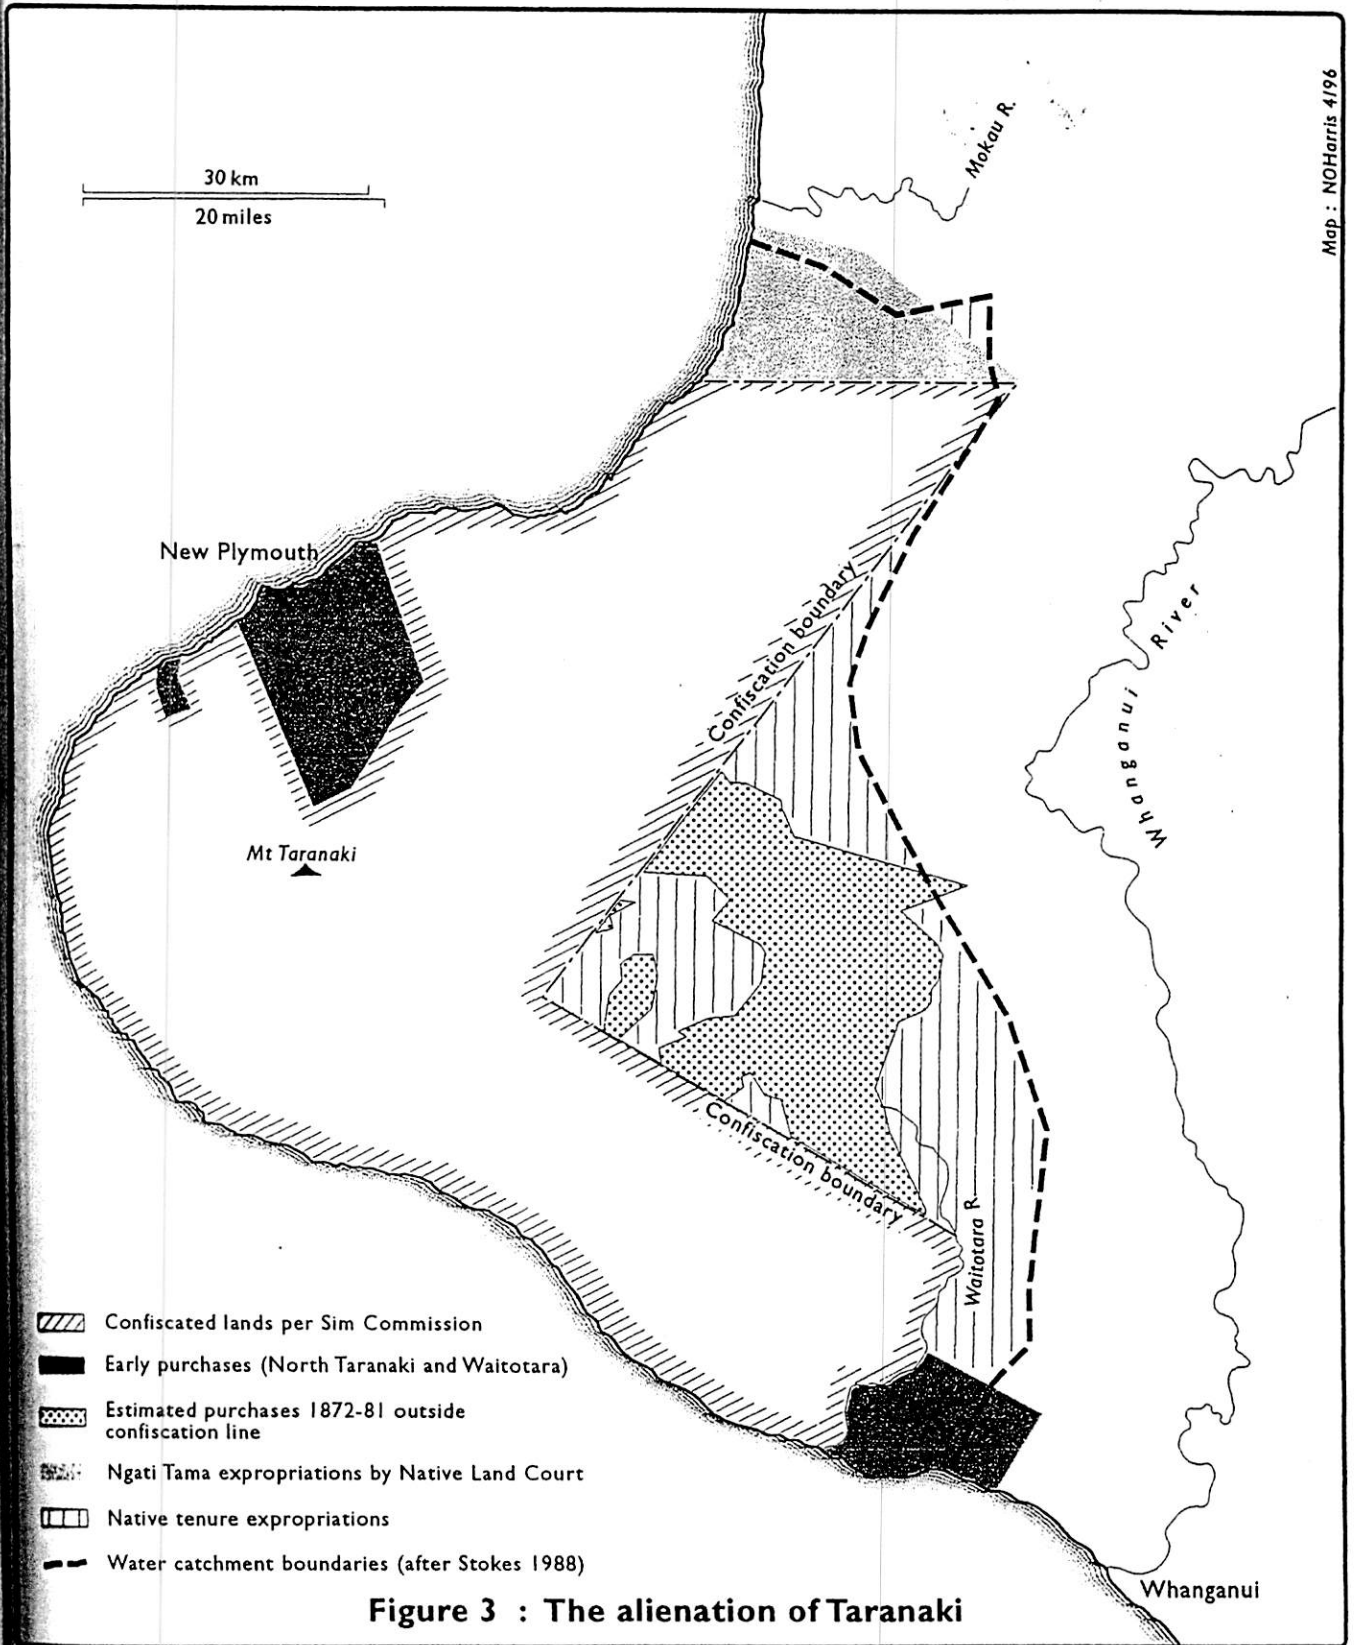 Map : NOHarris 4/96
30 km
20 miles
Mokau R.
New Plymouth
Confiscation boundary
Whanganui River
Mt Taranaki
Confiscation boundary
Waitotara R.
Confiscated lands per Sim Commission
Early purchases (North Taranaki and Waitotara)
Estimated purchases 1872-81 outside
confiscation line
Ngati Tama expropriations by Native Land Court
Native tenure expropriations
Water catchment boundaries (after Stokes 1988)
Whanganui
Figure 3 : The alienation of Taranaki